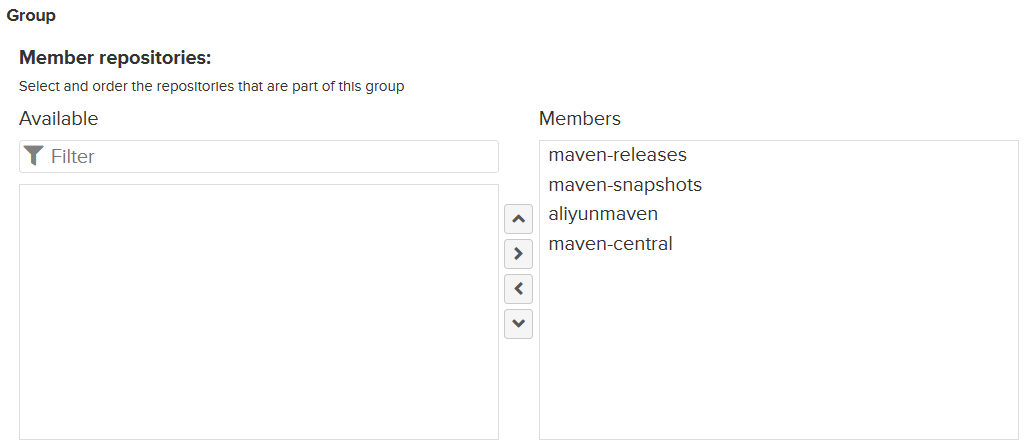 Group
Member repositories:
Select and order the repositories that are part of this group
Available
Filter
Members
maven-releases
maven-snapshots
aliyunmaven
maven-central